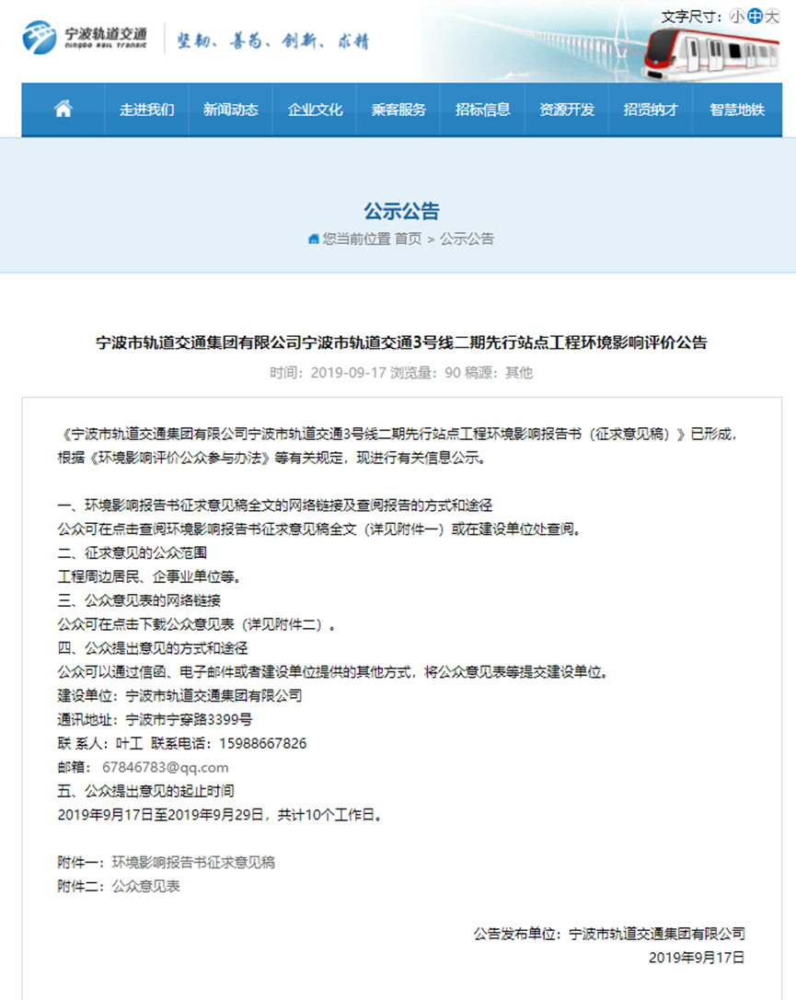 文字尺寸：小 中 大
宁波轨道交通
NINGBO RAIL TRANSIT
坚韧、善为、创新、求精
走进我们 新闻动态 企业文化 乘客服务 招标信息 资源开发 招贤纳才 智慧地铁
公示公告
您当前位置 首页 > 公示公告
宁波市轨道交通集团有限公司宁波市轨道交通3号线二期先行站点工程环境影响评价公告
时间：2019-09-17 浏览量：90 稿源：其他
《宁波市轨道交通集团有限公司宁波市轨道交通3号线二期先行站点工程环境影响报告书（征求意见稿）》已形成，
根据《环境影响评价公众参与办法》等有关规定，现进行有关信息公示。
一、环境影响报告书征求意见稿全文的网络链接及查阅报告的方式和途径
公众可在点击查阅环境影响报告书征求意见稿全文（详见附件一）或在建设单位处查阅。
二、征求意见的公众范围
工程周边居民、企事业单位等。
三、公众意见表的网络链接
公众可在点击下载公众意见表（详见附件二）。
四、公众提出意见的方式和途径
公众可以通过信函、电子邮件或者建设单位提供的其他方式，将公众意见表等提交建设单位。
建设单位：宁波市轨道交通集团有限公司
通讯地址：宁波市宁穿路3399号
联 系人：叶工 联系电话：15988667826
邮箱： 67846783@qq.com
五、公众提出意见的起止时间
2019年9月17日至2019年9月29日，共计10个工作日。
附件一：环境影响报告书征求意见稿
附件二：公众意见表
公告发布单位：宁波市轨道交通集团有限公司
2019年9月17日